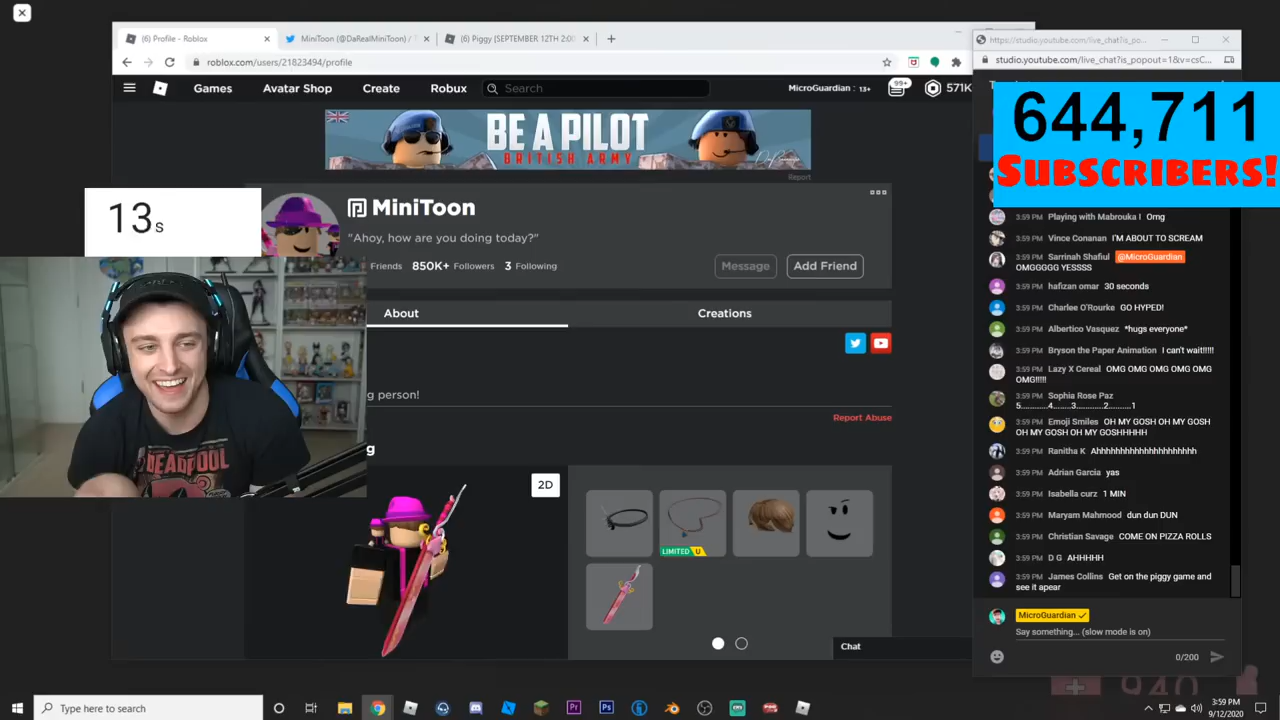 (6) Profile - Roblox
MiniToon (@DaRealMiniToon) / T
(6) Piggy [SEPTEMBER 12TH 2:00
roblox.com/users/21823494/profile
Games
Avatar Shop
Create
Robux
Search
MicroGuardian : 13+
99+
571K
BE A PILOT
BRITISH ARMY
Report
MiniToon
"Ahoy, how are you doing today?"
Friends 850K+ Followers 3 Following
Message
Add Friend
About
Creations
g person!
Report Abuse
g
2D
LIMITED U
Chat
13s
DEADPOOL
https://studio.youtube.com/live_chat?is_po...
studio.youtube.com/live_chat?is_popout=1&v=csC...
644,711
SUBSCRIBERS!
3:59 PM Playing with Mabrouka ! Omg
3:59 PM Vince Conanan I'M ABOUT TO SCREAM
3:59 PM Sarrinah Shafiul @MicroGuardian
OMGGGGG YESSSS
3:59 PM hafizan omar 30 seconds
3:59 PM Charlee O'Rourke GO HYPED!
3:59 PM Albertico Vasquez *hugs everyone*
3:59 PM Bryson the Paper Animation I can't wait!!!!!
3:59 PM Lazy X Cereal OMG OMG OMG OMG OMG
OMG!!!!!
3:59 PM Sophia Rose Paz
5............4.........3............2..........1
3:59 PM Emoji Smiles OH MY GOSH OH MY GOSH
OH MY GOSH OH MY GOSHHHHH
3:59 PM Ranitha K Ahhhhhhhhhhhhhhhhhhhhh
3:59 PM Adrian Garcia yas
3:59 PM Isabella curz 1 MIN
3:59 PM Maryam Mahmood dun dun DUN
3:59 PM Christian Savage COME ON PIZZA ROLLS
3:59 PM D G AHHHHH
3:59 PM James Collins Get on the piggy game and
see it apear
MicroGuardian
Say something... (slow mode is on)
0/200
940
Type here to search
3:59 PM
9/12/2020